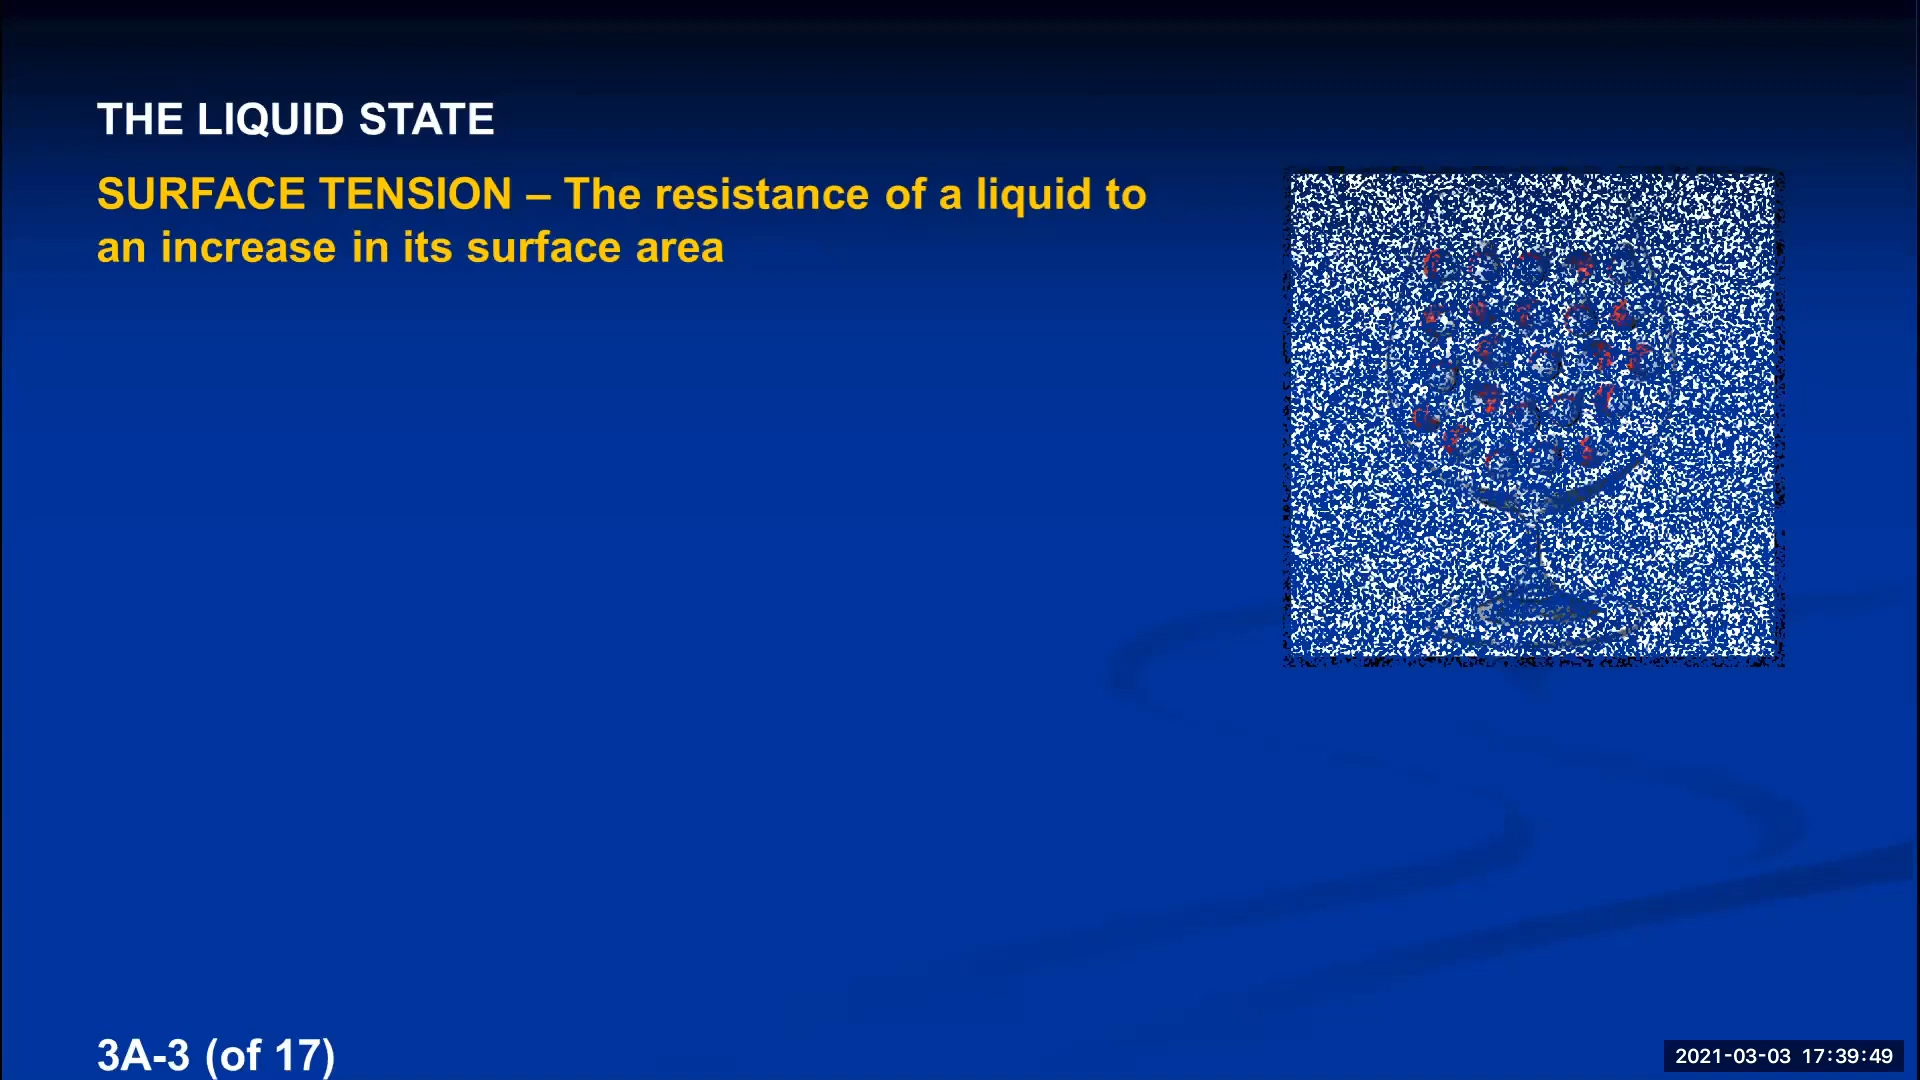 THE LIQUID STATE
SURFACE TENSION – The resistance of a liquid to
an increase in its surface area
3A-3 (of 17)
2021-03-03 17:39:49